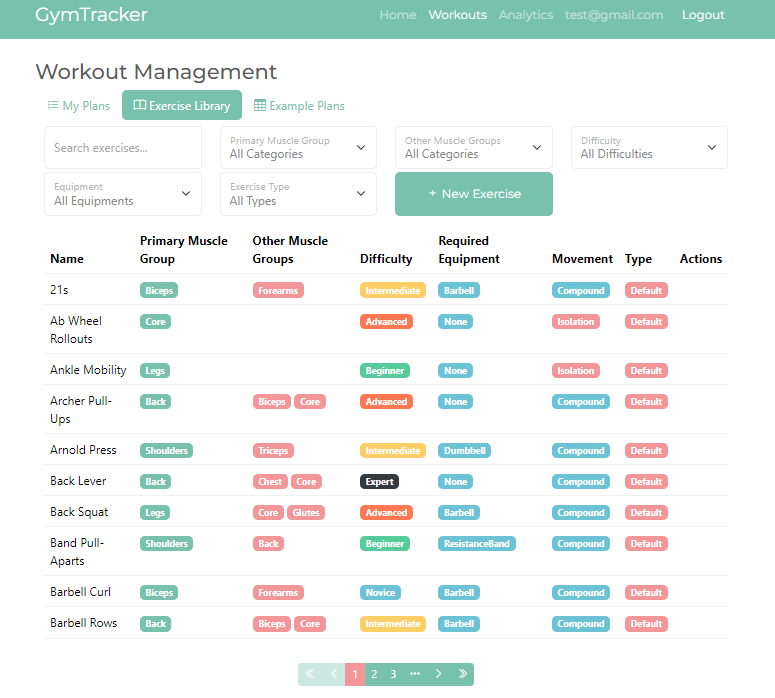 GymTracker Home Workouts Analytics test@gmail.com Logout
Workout Management
My Plans Exercise Library Example Plans
Search exercises... Primary Muscle Group Other Muscle Groups Difficulty
All Categories All Categories All Difficulties
Equipment Exercise Type
All Equipments All Types + New Exercise
Primary Muscle Other Muscle Required
Name Group Groups Difficulty Equipment Movement Type Actions
21s Biceps Forearms Intermediate Barbell Compound Default
Ab Wheel Core Advanced None Isolation Default
Rollouts
Ankle Mobility Legs Beginner None Isolation Default
Archer Pull- Back Biceps Core Advanced None Compound Default
Ups
Arnold Press Shoulders Triceps Intermediate Dumbbell Compound Default
Back Lever Back Chest Core Expert None Compound Default
Back Squat Legs Core Glutes Advanced Barbell Compound Default
Band Pull- Shoulders Back Beginner ResistanceBand Compound Default
Aparts
Barbell Curl Biceps Forearms Novice Barbell Compound Default
Barbell Rows Back Biceps Core Intermediate Barbell Compound Default
« ‹ 1 2 3 ··· › »